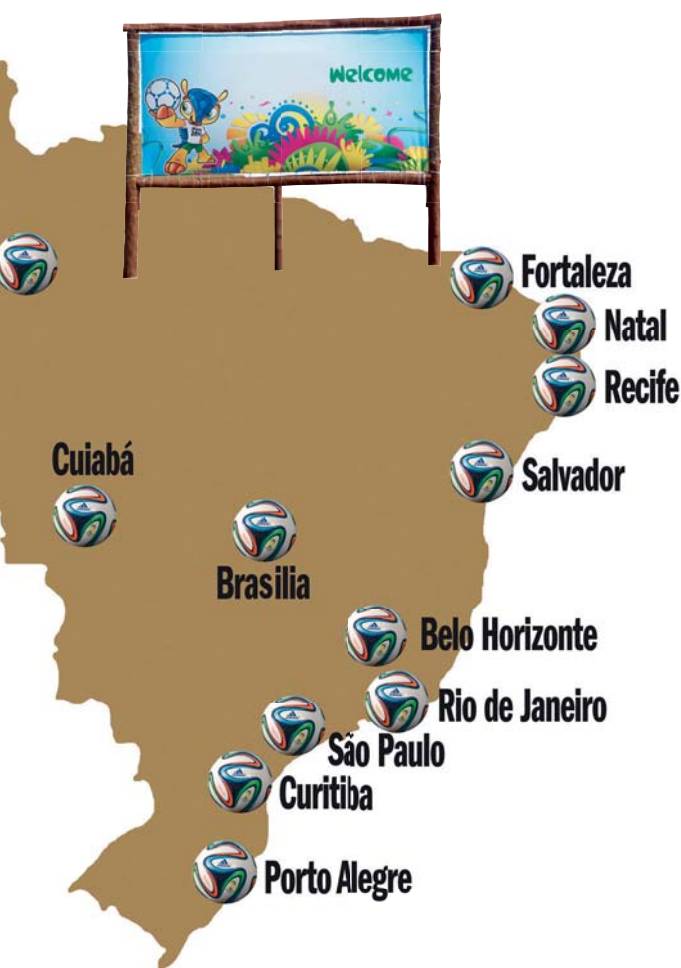 Welcome
Fortaleza
Natal
Recife
Cuiabá
Salvador
Brasilia
Belo Horizonte
Rio de Janeiro
São Paulo
Curitiba
Porto Alegre